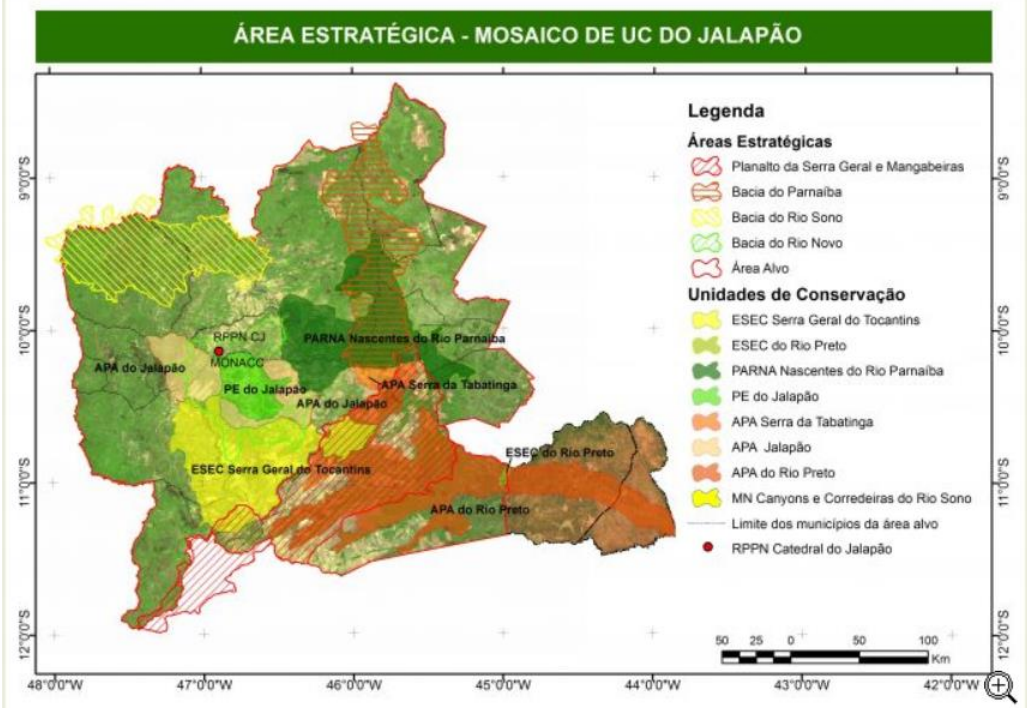 ÁREA ESTRATÉGICA - MOSAICO DE UC DO JALAPÃO
Legenda
Áreas Estratégicas
Planalto da Serra Geral e Mangabeiras
Bacia do Parnaíba
Bacia do Rio Sono
Bacia do Rio Novo
Área Alvo
Unidades de Conservação
ESEC Serra Geral do Tocantins
ESEC do Rio Preto
PARNA Nascentes do Rio Parnaíba
PE do Jalapão
APA Serra da Tabatinga
APA Jalapão
APA do Rio Preto
MN Canyons e Corredeiras do Rio Sono
Limite dos municípios da área alvo
RPPN Catedral do Jalapão
RPPN CJ
PARNA Nascentes do Rio Parnaíba
MONACC
APA do Jalapão
PE do Jalapão
APA Serra da Tabatinga
APA do Jalapão
ESEC do Rio Preto
ESEC Serra Geral do Tocantins
APA do Rio Preto
9°0'0"S
10°0'0"S
11°0'0"S
12°0'0"S
9°0'0"S
10°0'0"S
11°0'0"S
12°0'0"S
50 25 0 50 100
Km
48°0'0"W 47°0'0"W 46°0'0"W 45°0'0"W 44°0'0"W 43°0'0"W 42°0'0"W